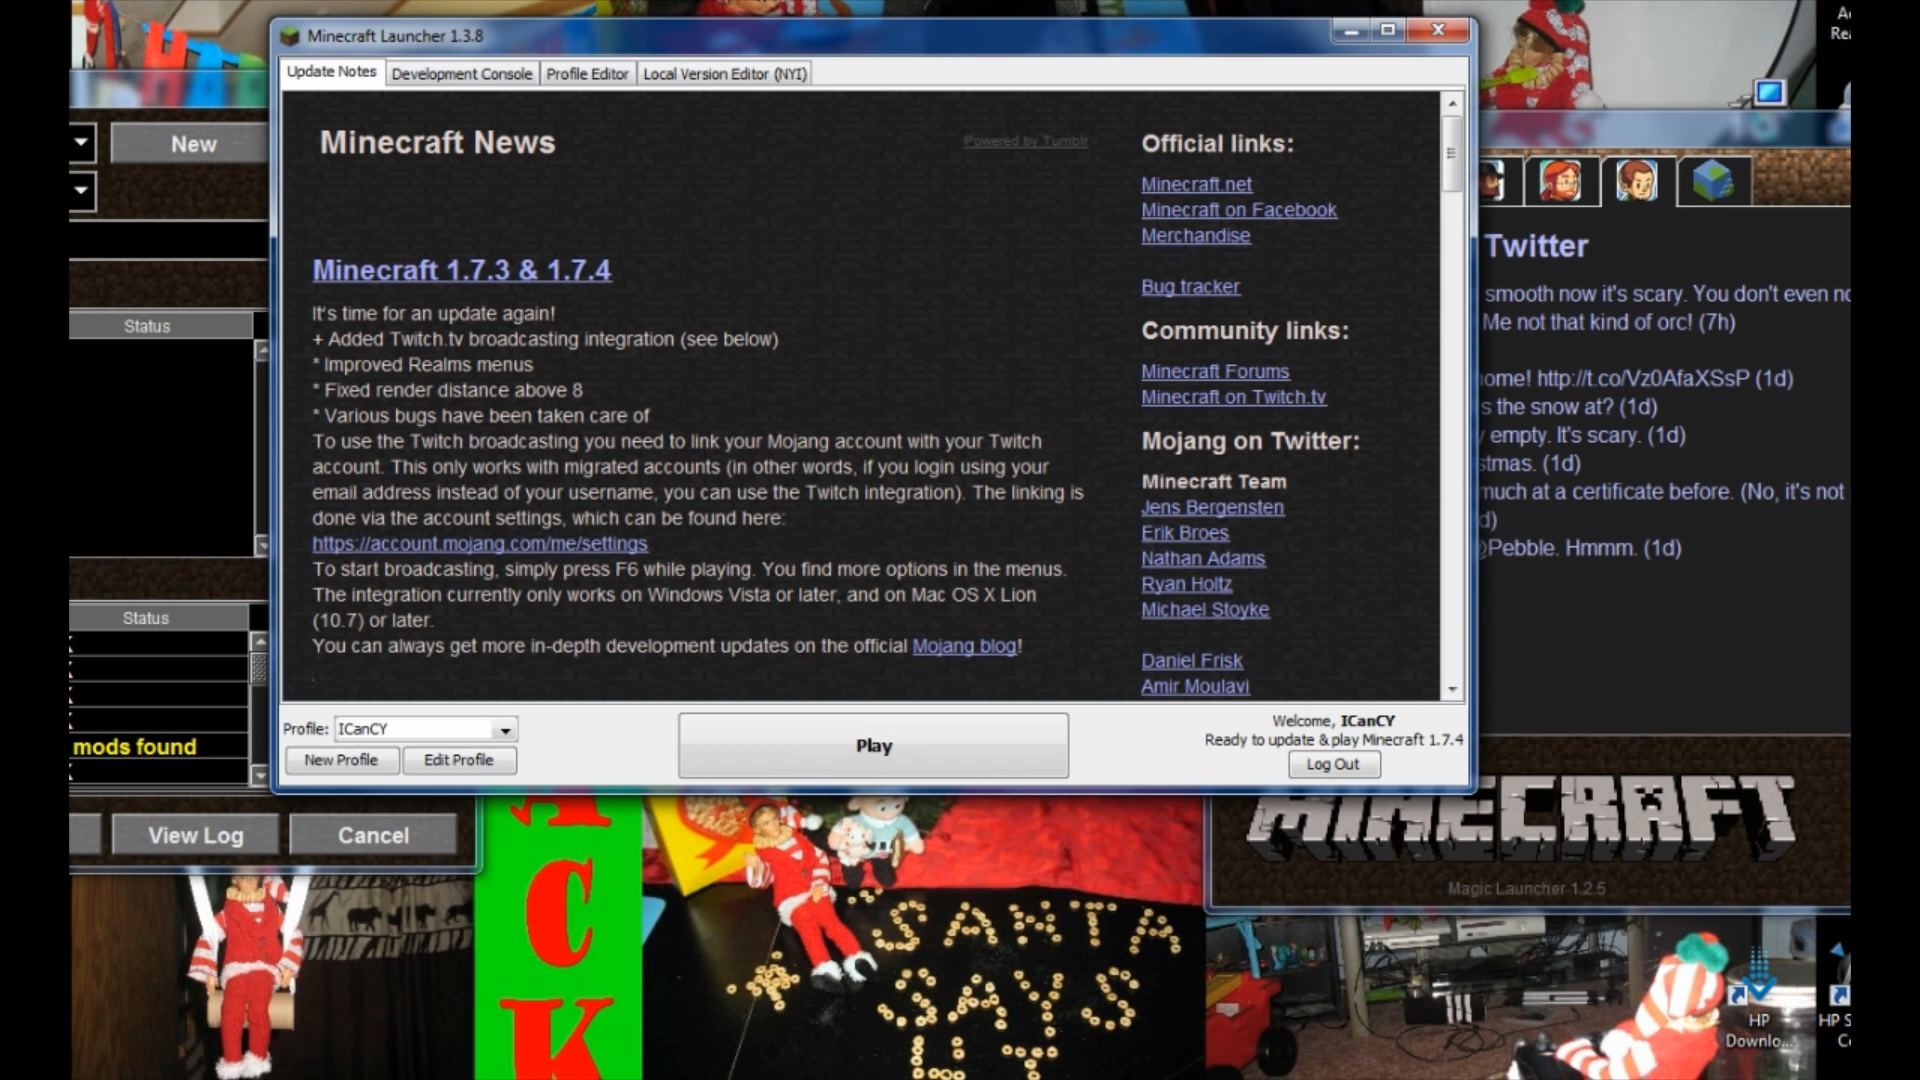 Minecraft Launcher 1.3.8
Update Notes
Development Console
Profile Editor
Local Version Editor (NYI)
Minecraft News
Powered by Tumblr
Minecraft 1.7.3 & 1.7.4
It's time for an update again!
+ Added Twitch.tv broadcasting integration (see below)
* Improved Realms menus
* Fixed render distance above 8
* Various bugs have been taken care of
To use the Twitch broadcasting you need to link your Mojang account with your Twitch
account. This only works with migrated accounts (in other words, if you login using your
email address instead of your username, you can use the Twitch integration). The linking is
done via the account settings, which can be found here:
https://account.mojang.com/me/settings
To start broadcasting, simply press F6 while playing. You find more options in the menus.
The integration currently only works on Windows Vista or later, and on Mac OS X Lion
(10.7) or later.
You can always get more in-depth development updates on the official Mojang blog!
Official links:
Minecraft.net
Minecraft on Facebook
Merchandise
Bug tracker
Community links:
Minecraft Forums
Minecraft on Twitch.tv
Mojang on Twitter:
Minecraft Team
Jens Bergensten
Erik Broes
Nathan Adams
Ryan Holtz
Michael Stoyke
Daniel Frisk
Amir Moulavi
Profile: ICanCY
New Profile
Edit Profile
Play
Welcome, ICanCY
Ready to update & play Minecraft 1.7.4
Log Out
New
Status
Status
mods found
View Log
Cancel
Twitter
smooth now it's scary. You don't even
Me not that kind of orc! (7h)
http://t.co/Vz0AfaXSsP (1d)
the snow at? (1d)
empty. It's scary. (1d)
(1d)
much at a certificate before. (No, it's not
@Pebble. Hmmm. (1d)
MINECRAFT
Magic Launcher 1.2.5
ACK
SANTA
SAYS
HP
Downlo...
HP